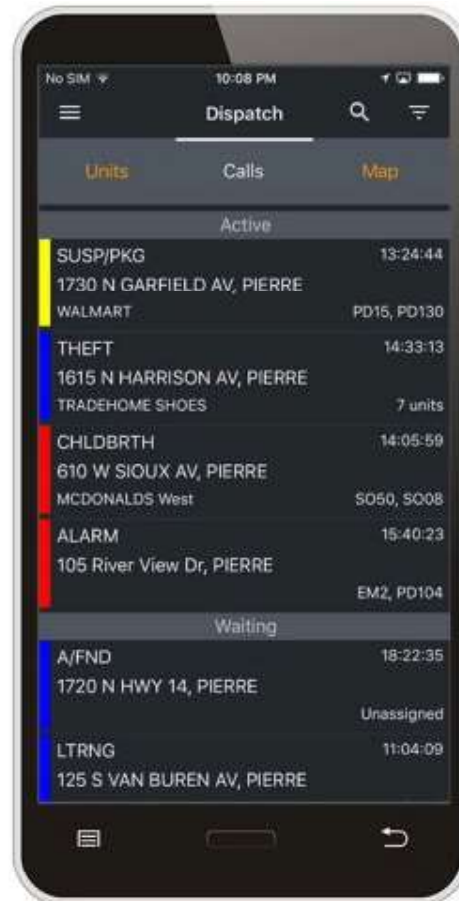 No SIM 10:08 PM
Dispatch
Units Calls Map
Active
SUSP/PKG 13:24:44
1730 N GARFIELD AV, PIERRE
WALMART PD15, PD130
THEFT 14:33:13
1615 N HARRISON AV, PIERRE
TRADEHOME SHOES 7 units
CHLDBRTH 14:05:59
610 W SIOUX AV, PIERRE
MCDONALDS West SO50, SO08
ALARM 15:40:23
105 River View Dr, PIERRE
EM2, PD104
Waiting
A/FND 18:22:35
1720 N HWY 14, PIERRE
Unassigned
LTRNG 11:04:09
125 S VAN BUREN AV, PIERRE